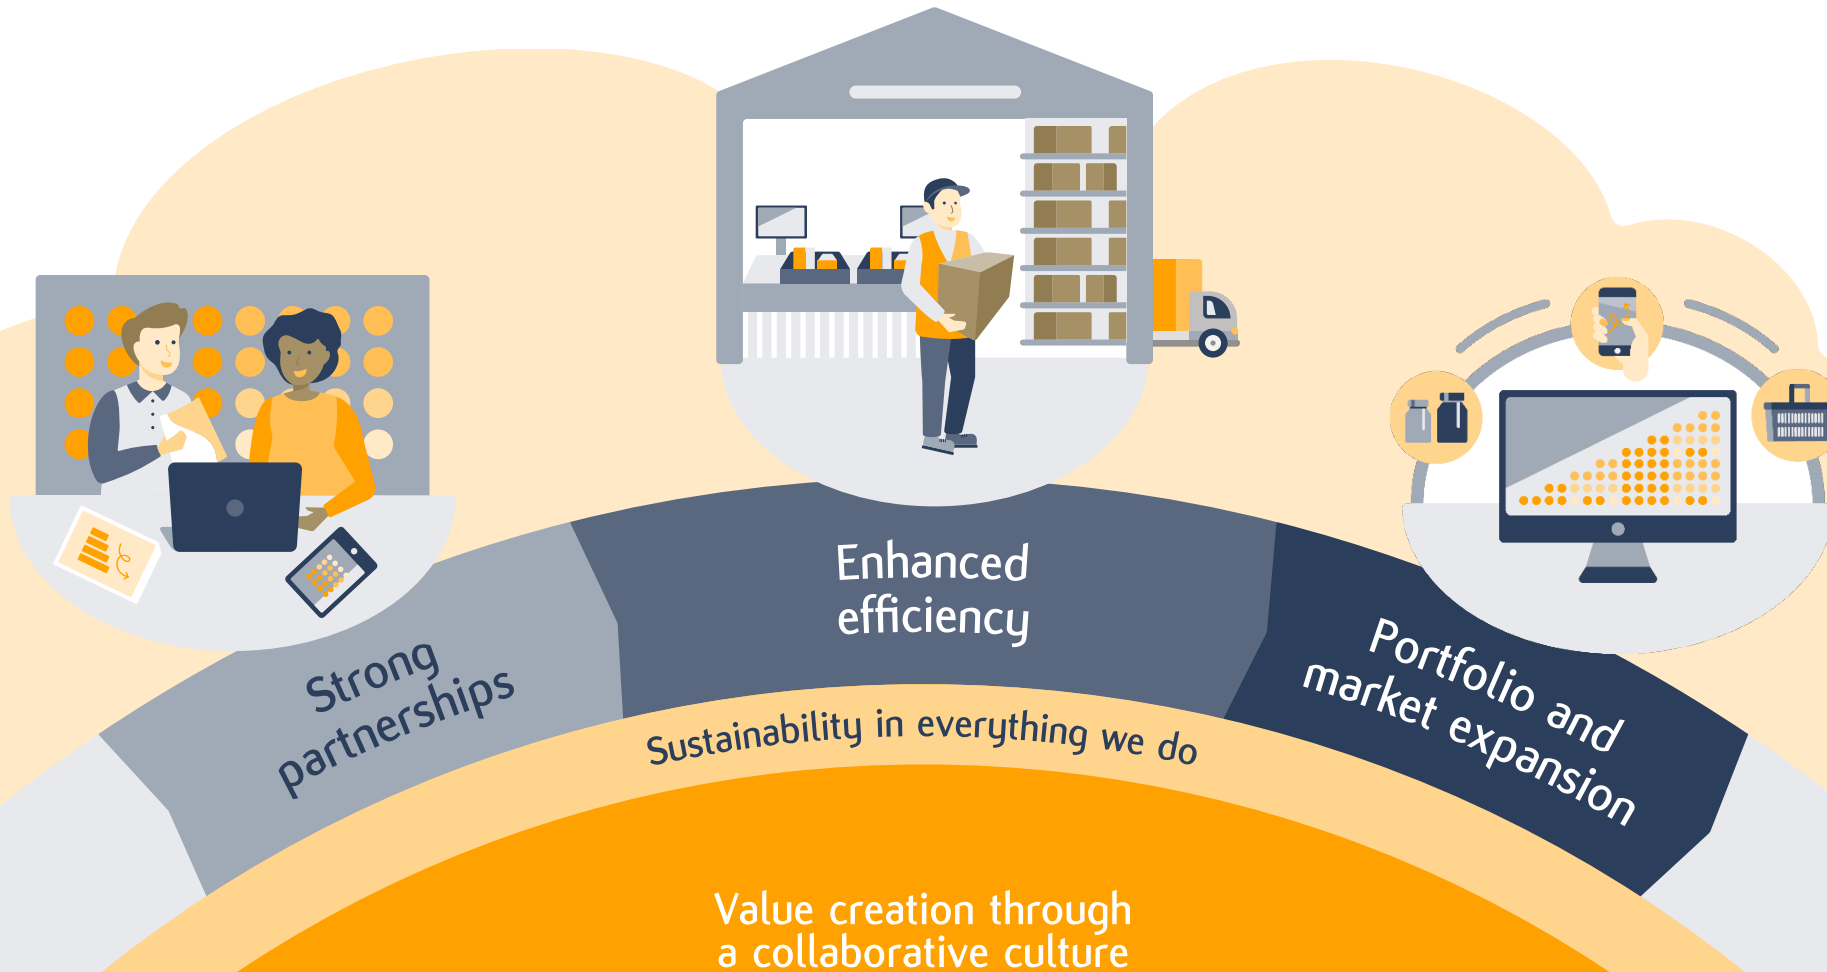 Strong
partnerships
Enhanced
efficiency
Portfolio and
market expansion
Sustainability in everything we do
Value creation through
a collaborative culture